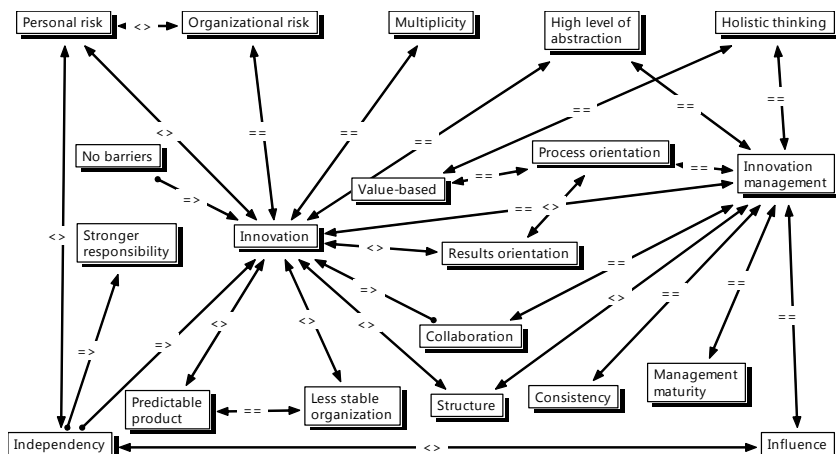 Personal risk
<>
Organizational risk
Multiplicity
High level of
abstraction
Holistic thinking
<>
==
==
==
==
==
==
No barriers
=>
Value-based
==
Process orientation
==
Innovation
management
<>
Stronger
responsibility
Innovation
== <>
<>
Results orientation
=>
==
<>
==
==
==
=>
=>
<>
<>
<>
Collaboration
Predictable
product
==
Less stable
organization
Structure
Consistency
Management
maturity
Independency
<>
Influence